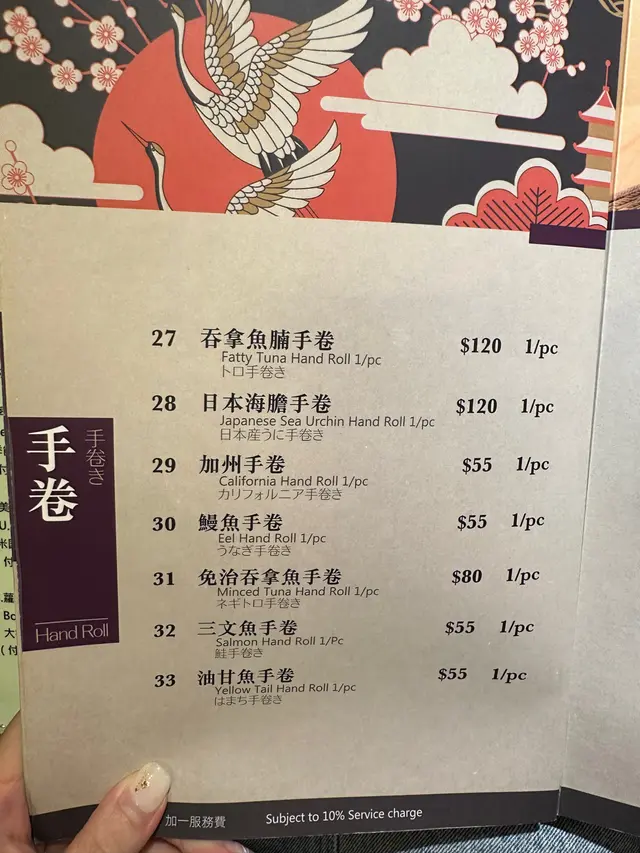 27 吞拿魚腩手卷 $120 1/pc
Fatty Tuna Hand Roll 1/pc
トロ手巻き
28 日本海膽手卷 $120 1/pc
Japanese Sea Urchin Hand Roll 1/pc
日本産うに手巻き
29 加州手卷 $55 1/pc
California Hand Roll 1/pc
カリフォルニア手巻き
30 鰻魚手卷 $55 1/pc
Eel Hand Roll 1/pc
うなぎ手巻き
31 免治吞拿魚手卷 $80 1/pc
Minced Tuna Hand Roll 1/pc
ネギトロ手巻き
32 三文魚手卷 $55 1/pc
Salmon Hand Roll 1/Pc
鮭手巻き
33 油甘魚手卷 $55 1/pc
Yellow Tail Hand Roll 1/pc
はまち手巻き
手卷
手巻き
Hand Roll
加一服務費 Subject to 10% Service charge